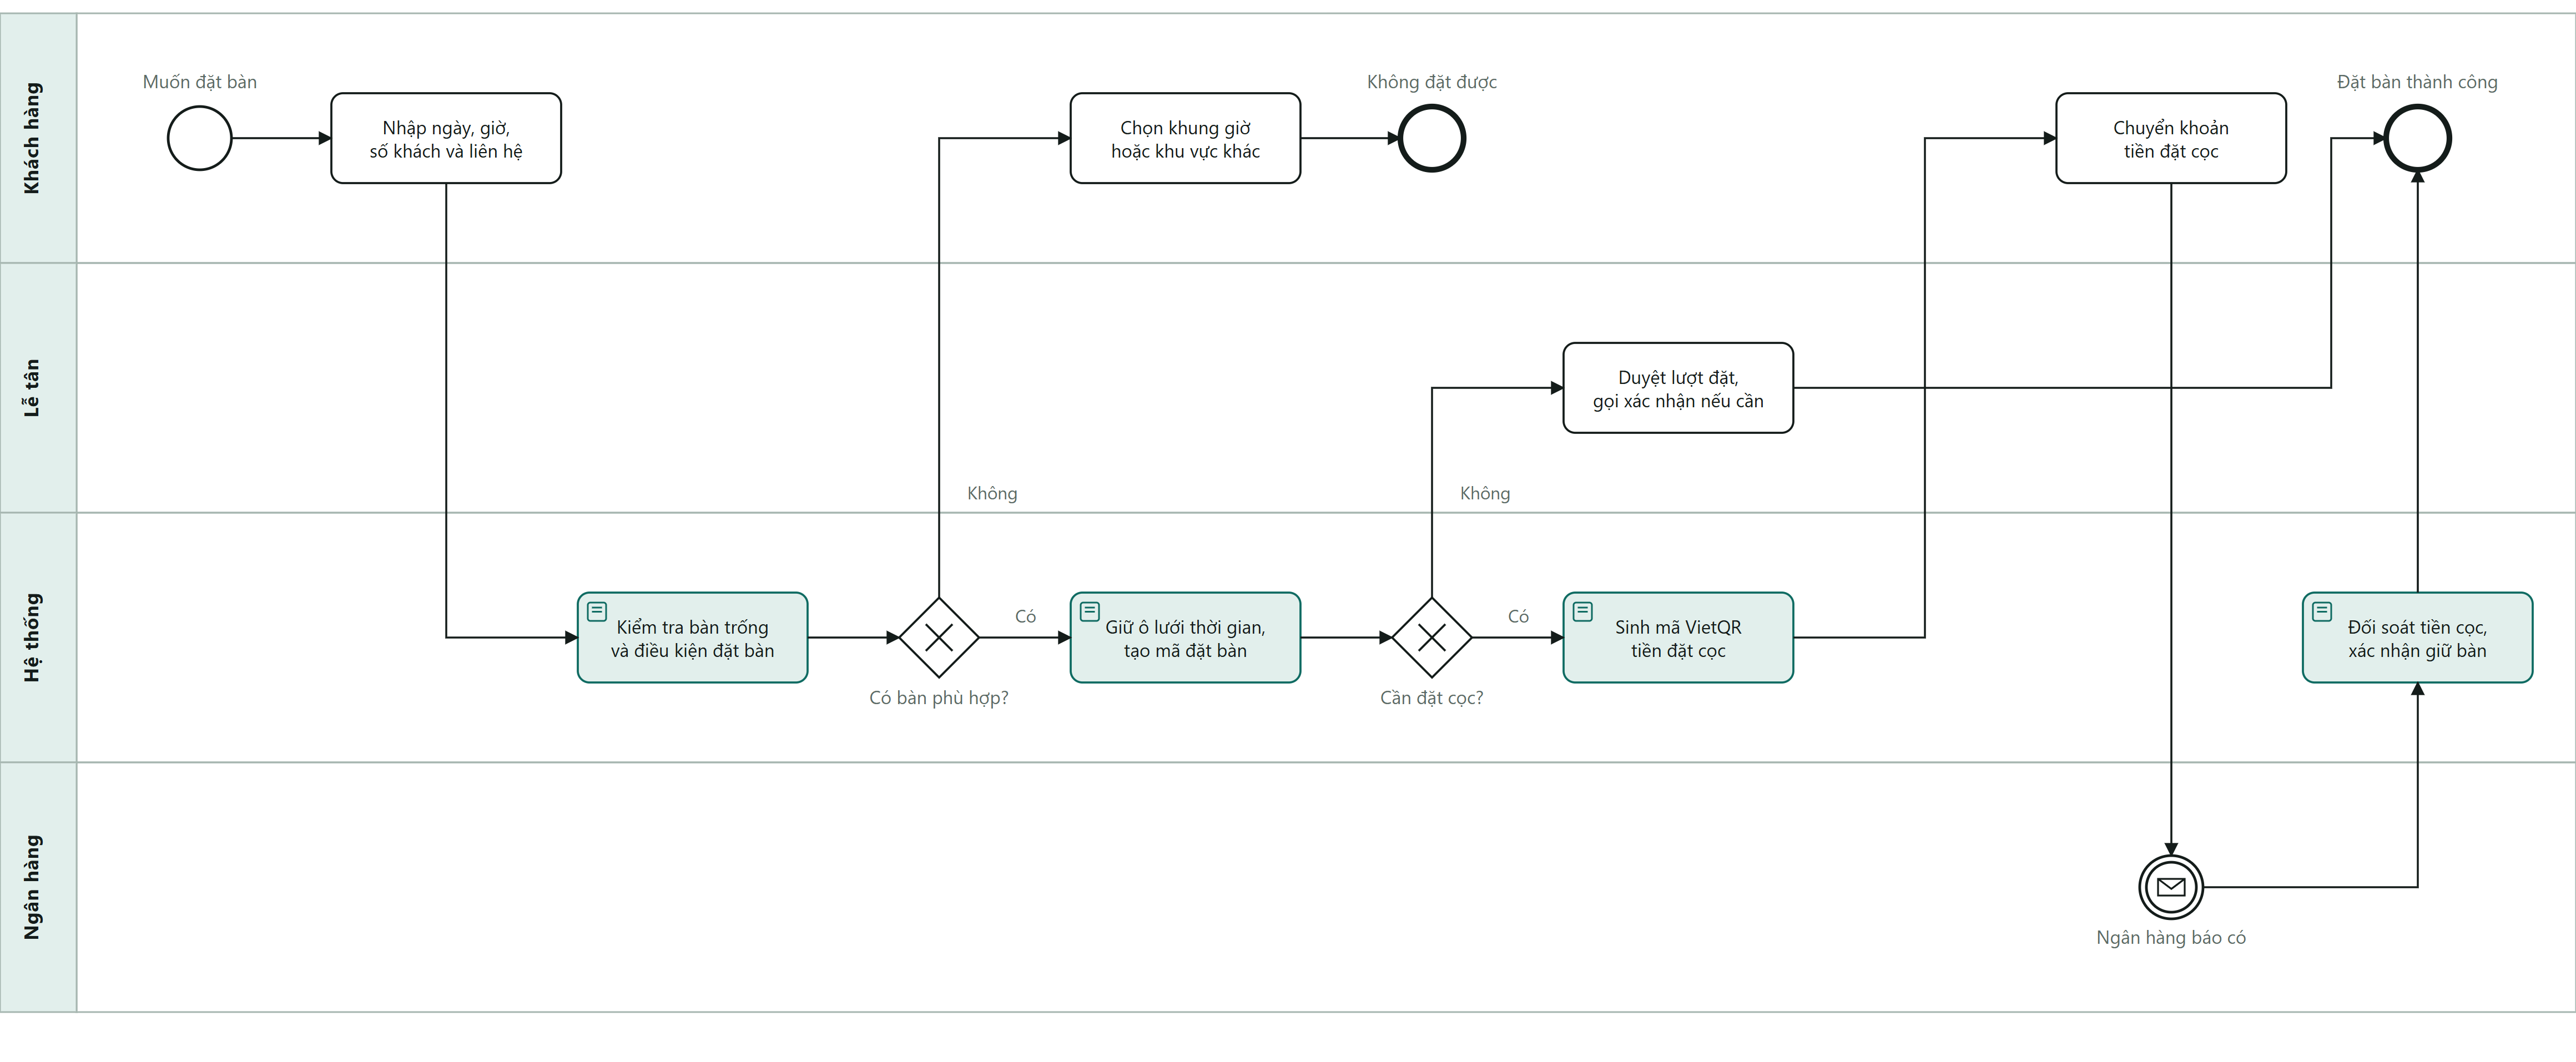 Khách hàng
Muốn đặt bàn
Nhập ngày, giờ,
số khách và liên hệ
Chọn khung giờ
hoặc khu vực khác
Không đặt được
Chuyển khoản
tiền đặt cọc
Đặt bàn thành công
Lễ tân
Duyệt lượt đặt,
gọi xác nhận nếu cần
Không
Không
Hệ thống
Kiểm tra bàn trống
và điều kiện đặt bàn
Có bàn phù hợp?
Có
Giữ ô lưới thời gian,
tạo mã đặt bàn
Cần đặt cọc?
Có
Sinh mã VietQR
tiền đặt cọc
Đối soát tiền cọc,
xác nhận giữ bàn
Ngân hàng
Ngân hàng báo có